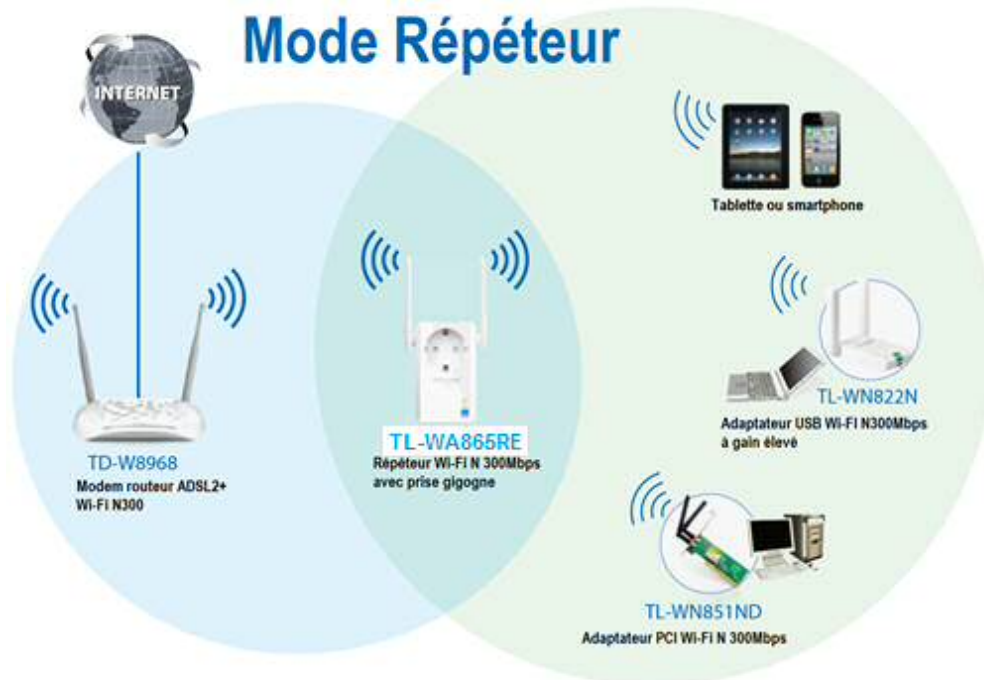 Mode Répéteur
INTERNET
Tablette ou smartphone
TL-WN822N
Adaptateur USB Wi-FI N300Mbps
à gain élevé
TL-WA865RE
Répéteur Wi-Fi N 300Mbps
avec prise gigogne
TD-W8968
Modem routeur ADSL2+
Wi-Fi N300
TL-WN851ND
Adaptateur PCI Wi-Fi N 300Mbps